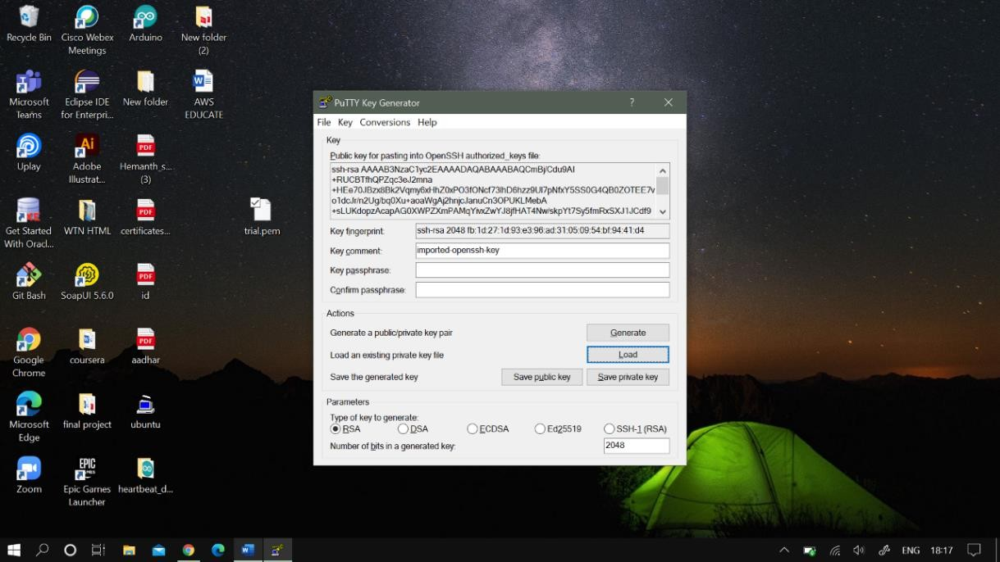 Recycle Bin
Cisco Webex
Meetings
Arduino
New folder
(2)
Microsoft
Teams
Eclipse IDE
for Enterpri...
New folder
AWS
EDUCATE
Uplay
Adobe
Illustrat...
Hemanth_s...
(3)
Get Started
With Oracl...
WTN HTML
certificates...
trial.pem
Git Bash
SoapUI 5.6.0
id
Google
Chrome
coursera
aadhar
Microsoft
Edge
final project
ubuntu
Zoom
Epic Games
Launcher
heartbeat_d...
PuTTY Key Generator
File Key Conversions Help
Key
Public key for pasting into OpenSSH authorized_keys file:
ssh-rsa AAAAB3NzaC1yc2EAAAADAQABAAABAQCmBj/Cdu9AI
+RUCBTfhQPZqc3eJ2mna
+HEe70JBzx8Bk2Vqmy6xHhZ0xPO3fONcf73lhD6hzz9Ul7pNfxY5SS0G4QB0ZOTEE7v
o1dcJr/n2Ug/bq0Xu+aoaWgAj2hnjcJanuCn3OPUKLMebA
+sLUKdopzAcapAG0XWPZXmPAMqYivxZwYJ8jfHAT4Nw/skpYt7Sy5fmRxSXJ1JCdf9
Key fingerprint: ssh-rsa 2048 fb:1d:27:1d:93:e3:96:ad:31:05:09:54:bf:94:41:d4
Key comment: imported-openssh-key
Key passphrase:
Confirm passphrase:
Actions
Generate a public/private key pair Generate
Load an existing private key file Load
Save the generated key Save public key Save private key
Parameters
Type of key to generate:
RSA DSA ECDSA Ed25519 SSH-1 (RSA)
Number of bits in a generated key: 2048
ENG 18:17